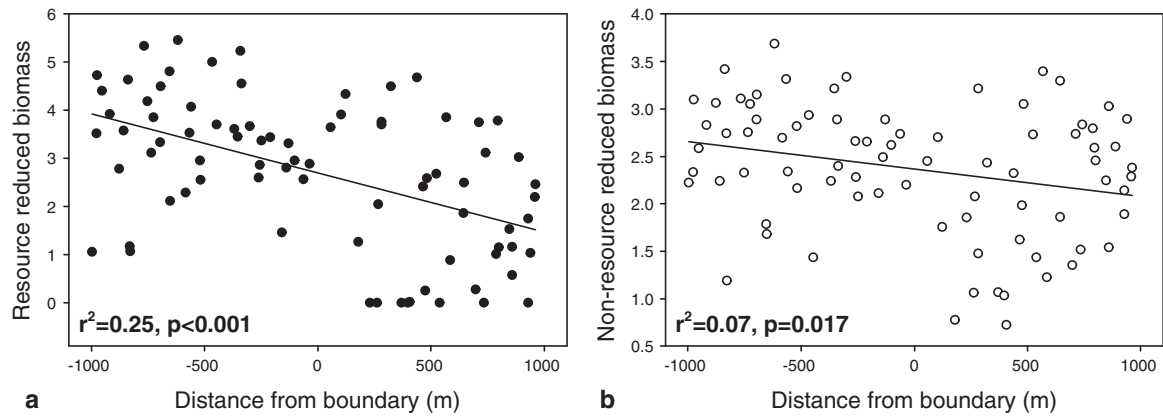 6
5
4
3
2
1
0
Resource reduced biomass
r²=0.25, p<0.001
-1000 -500 0 500 1000
a Distance from boundary (m)
4.0
3.5
3.0
2.5
2.0
1.5
1.0
0.5
Non-resource reduced biomass
r²=0.07, p=0.017
-1000 -500 0 500 1000
b Distance from boundary (m)